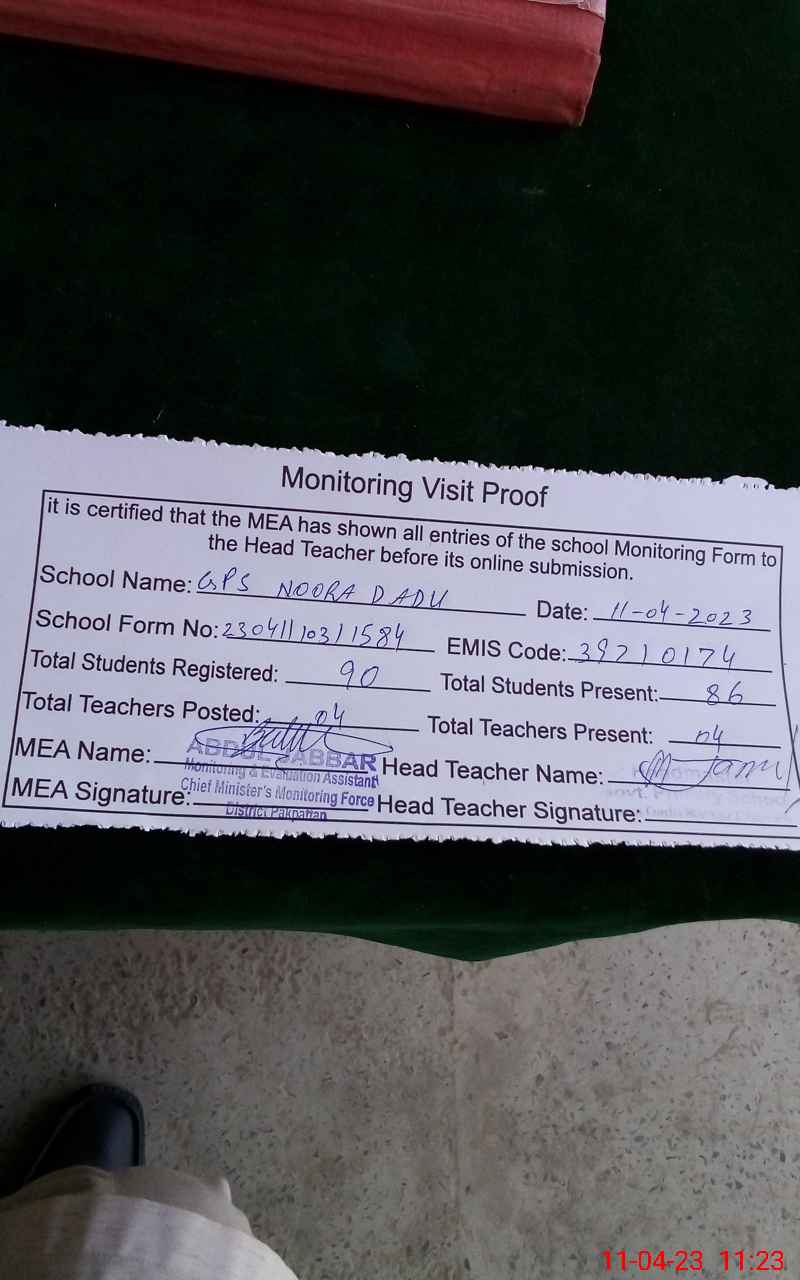 Monitoring Visit Proof
it is certified that the MEA has shown all entries of the school Monitoring Form to
the Head Teacher before its online submission.
School Name: GPS NOORA DADU Date: 11-04-2023
School Form No: 23041110311584 EMIS Code: 39210174
Total Students Registered: 90 Total Students Present: 86
Total Teachers Posted: 04 Total Teachers Present: 04
MEA Name: ABDUL JABBAR Head Teacher Name:
Monitoring & Evaluation Assistant
MEA Signature: Chief Minister's Monitoring Force Head Teacher Signature:
District Pakpattan
11-04-23 11:23